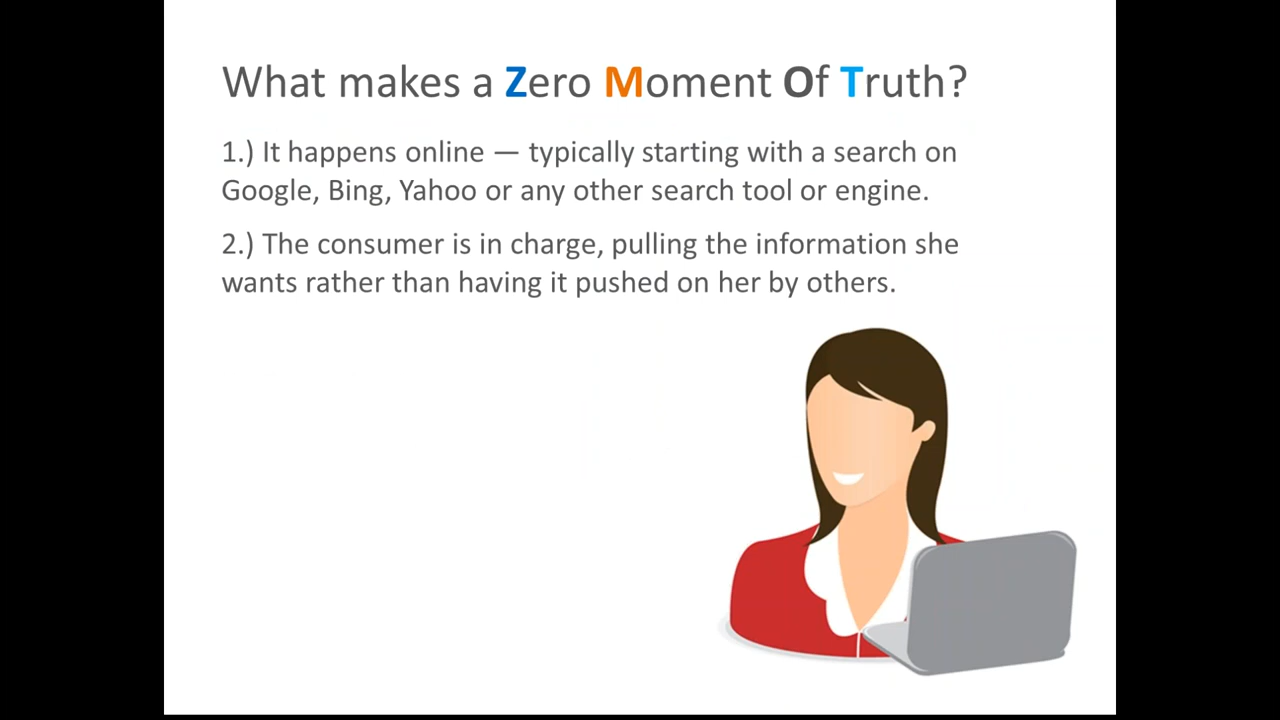 What makes a Zero Moment Of Truth?
1.) It happens online — typically starting with a search on
Google, Bing, Yahoo or any other search tool or engine.
2.) The consumer is in charge, pulling the information she
wants rather than having it pushed on her by others.